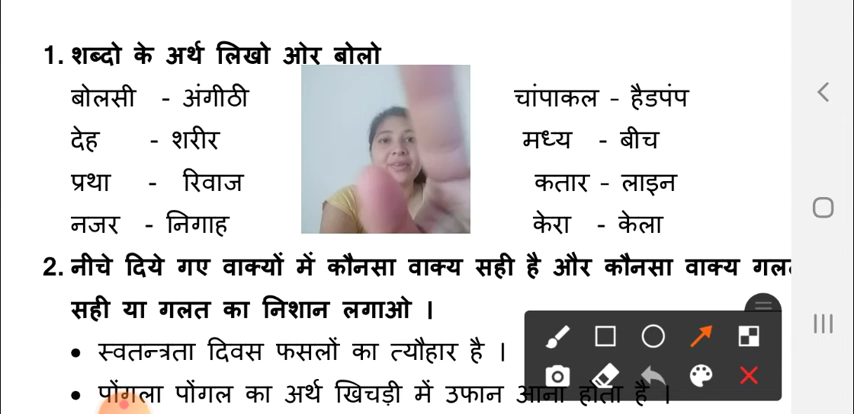 1. शब्दो के अर्थ लिखो ओर बोलो
बोलसी - अंगीठी चांपाकल - हैडपंप
देह - शरीर मध्य - बीच
प्रथा - रिवाज कतार - लाइन
नजर - निगाह केरा - केला
2. नीचे दिये गए वाक्यों में कौनसा वाक्य सही है और कौनसा वाक्य
सही या गलत का निशान लगाओ ।
• स्वतन्त्रता दिवस फसलों का त्यौहार है ।
• पोंगला पोंगल का अर्थ खिचड़ी में उफान आना होता है ।